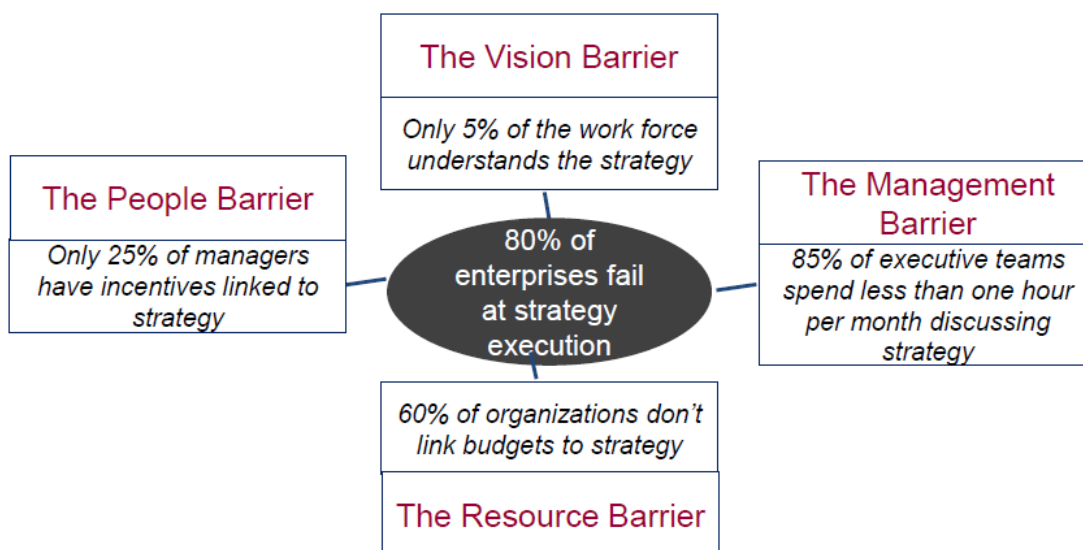 The Vision Barrier
Only 5% of the work force
understands the strategy
The People Barrier
Only 25% of managers
have incentives linked to
strategy
80% of
enterprises fail
at strategy
execution
The Management
Barrier
85% of executive teams
spend less than one hour
per month discussing
strategy
60% of organizations don’t
link budgets to strategy
The Resource Barrier